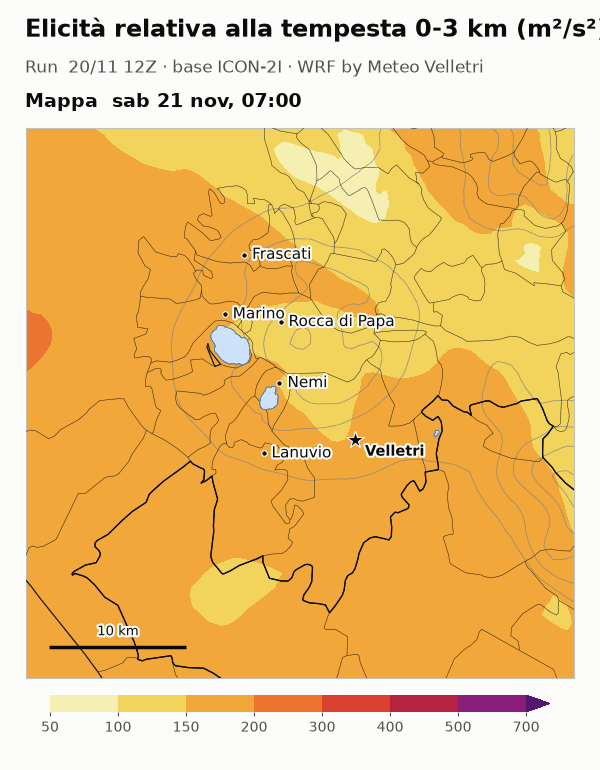 Elicità relativa alla tempesta 0-3 km (m²/s²)
Run  20/11 12Z · base ICON-2I · WRF by Meteo Velletri
Mappa  sab 21 nov, 07:00
Frascati
Marino
Rocca di Papa
Nemi
Velletri
Lanuvio
10 km
50 100 150 200 300 400 500 700